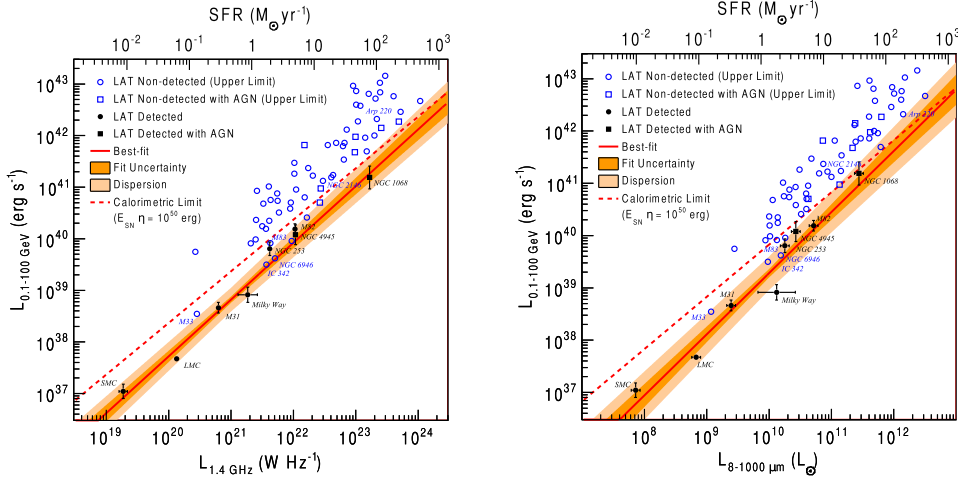 SFR (M⊙ yr⁻¹)
10⁻² 10⁻¹ 1 10 10² 10³
LAT Non-detected (Upper Limit)
LAT Non-detected with AGN (Upper Limit)
LAT Detected
LAT Detected with AGN
Best-fit
Fit Uncertainty
Dispersion
Calorimetric Limit
(E_SN η = 10⁵⁰ erg)
L_0.1-100 GeV (erg s⁻¹)
10⁴³
10⁴²
10⁴¹
10⁴⁰
10³⁹
10³⁸
10³⁷
Arp 220
NGC 2146
NGC 1068
M82
NGC 4945
M83
NGC 253
NGC 6946
IC 342
Milky Way
M31
M33
LMC
SMC
10¹⁹ 10²⁰ 10²¹ 10²² 10²³ 10²⁴
L_1.4 GHz (W Hz⁻¹)
SFR (M⊙ yr⁻¹)
10⁻² 10⁻¹ 1 10 10² 10³
LAT Non-detected (Upper Limit)
LAT Non-detected with AGN (Upper Limit)
LAT Detected
LAT Detected with AGN
Best-fit
Fit Uncertainty
Dispersion
Calorimetric Limit
(E_SN η = 10⁵⁰ erg)
L_0.1-100 GeV (erg s⁻¹)
10⁴³
10⁴²
10⁴¹
10⁴⁰
10³⁹
10³⁸
10³⁷
Arp 220
NGC 2146
NGC 1068
M82
NGC 4945
M83
NGC 253
NGC 6946
IC 342
M31
Milky Way
M33
LMC
SMC
10⁸ 10⁹ 10¹⁰ 10¹¹ 10¹²
L_8-1000 μm (L⊙)